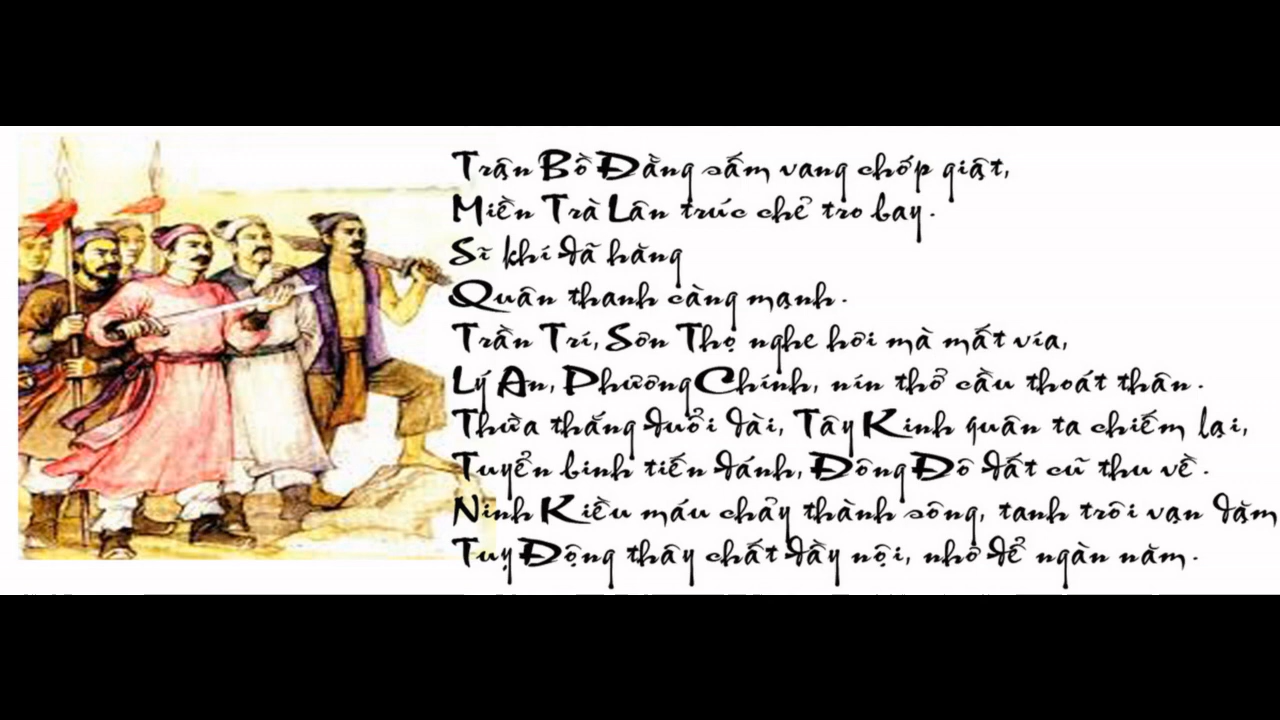 Trận Bồ Đằng sấm vang chớp giật,
Miền Trà Lân trúc chẻ tro bay.
Sĩ khí đã hăng
Quân thanh càng mạnh.
Trần Trí, Sơn Thọ nghe hơi mà mất vía,
Lý An, Phương Chính, nín thở cầu thoát thân.
Thừa thắng đuổi dài, Tây Kinh quân ta chiếm lại,
Tuyển binh tiến đánh, Đông Đô đất cũ thu về.
Ninh Kiều máu chảy thành sông, tanh trôi vạn dặm
Tuỵ Động thây chất đầy nội, nhơ để ngàn năm.